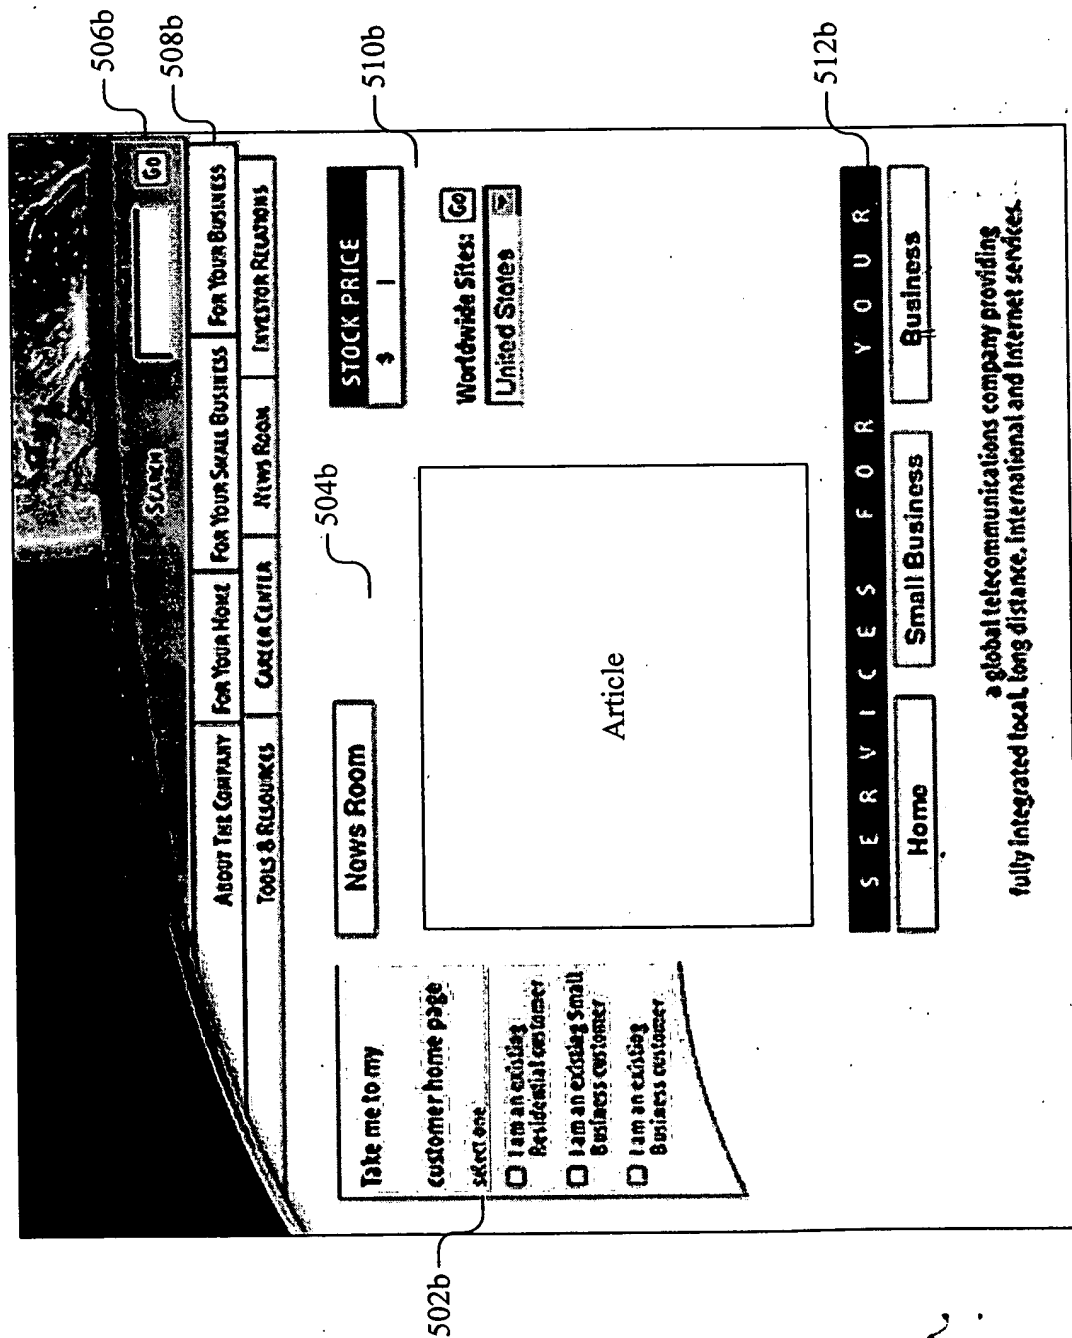 506b
SEARCH
Go
508b
ABOUT THE COMPANY
FOR YOUR HOME
FOR YOUR SMALL BUSINESS
FOR YOUR BUSINESS
TOOLS & RESOURCES
CAREER CENTER
NEWS ROOM
INVESTOR RELATIONS
502b
Take me to my
customer home page
select one
I am an existing
Residential customer
I am an existing Small
Business customer
I am an existing
Business customer
504b
News Room
Article
510b
STOCK PRICE
$
Worldwide Sites: Go
United States
512b
SERVICES FOR YOUR
Home
Small Business
Business
a global telecommunications company providing
fully integrated local, long distance, International and Internet services.